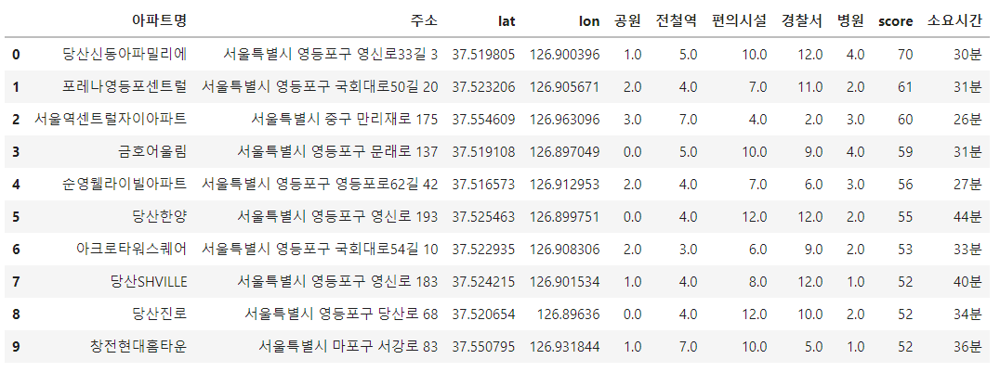 아파트명 주소 lat lon 공원 전철역 편의시설 경찰서 병원 score 소요시간
0 당산신동아파밀리에 서울특별시 영등포구 영신로33길 3 37.519805 126.900396 1.0 5.0 10.0 12.0 4.0 70 30분
1 포레나영등포센트럴 서울특별시 영등포구 국회대로50길 20 37.523206 126.905671 2.0 4.0 7.0 11.0 2.0 61 31분
2 서울역센트럴자이아파트 서울특별시 중구 만리재로 175 37.554609 126.963096 3.0 7.0 4.0 2.0 3.0 60 26분
3 금호어울림 서울특별시 영등포구 문래로 137 37.519108 126.897049 0.0 5.0 10.0 9.0 4.0 59 31분
4 순영웰라이빌아파트 서울특별시 영등포구 영등포로62길 42 37.516573 126.912953 2.0 4.0 7.0 6.0 3.0 56 27분
5 당산한양 서울특별시 영등포구 영신로 193 37.525463 126.899751 0.0 4.0 12.0 12.0 2.0 55 44분
6 아크로타워스퀘어 서울특별시 영등포구 국회대로54길 10 37.522935 126.908306 2.0 3.0 6.0 9.0 2.0 53 33분
7 당산SHVILLE 서울특별시 영등포구 영신로 183 37.524215 126.901534 1.0 4.0 8.0 12.0 1.0 52 40분
8 당산진로 서울특별시 영등포구 당산로 68 37.520654 126.89636 0.0 4.0 12.0 10.0 2.0 52 34분
9 창전현대홈타운 서울특별시 마포구 서강로 83 37.550795 126.931844 1.0 7.0 10.0 5.0 1.0 52 36분